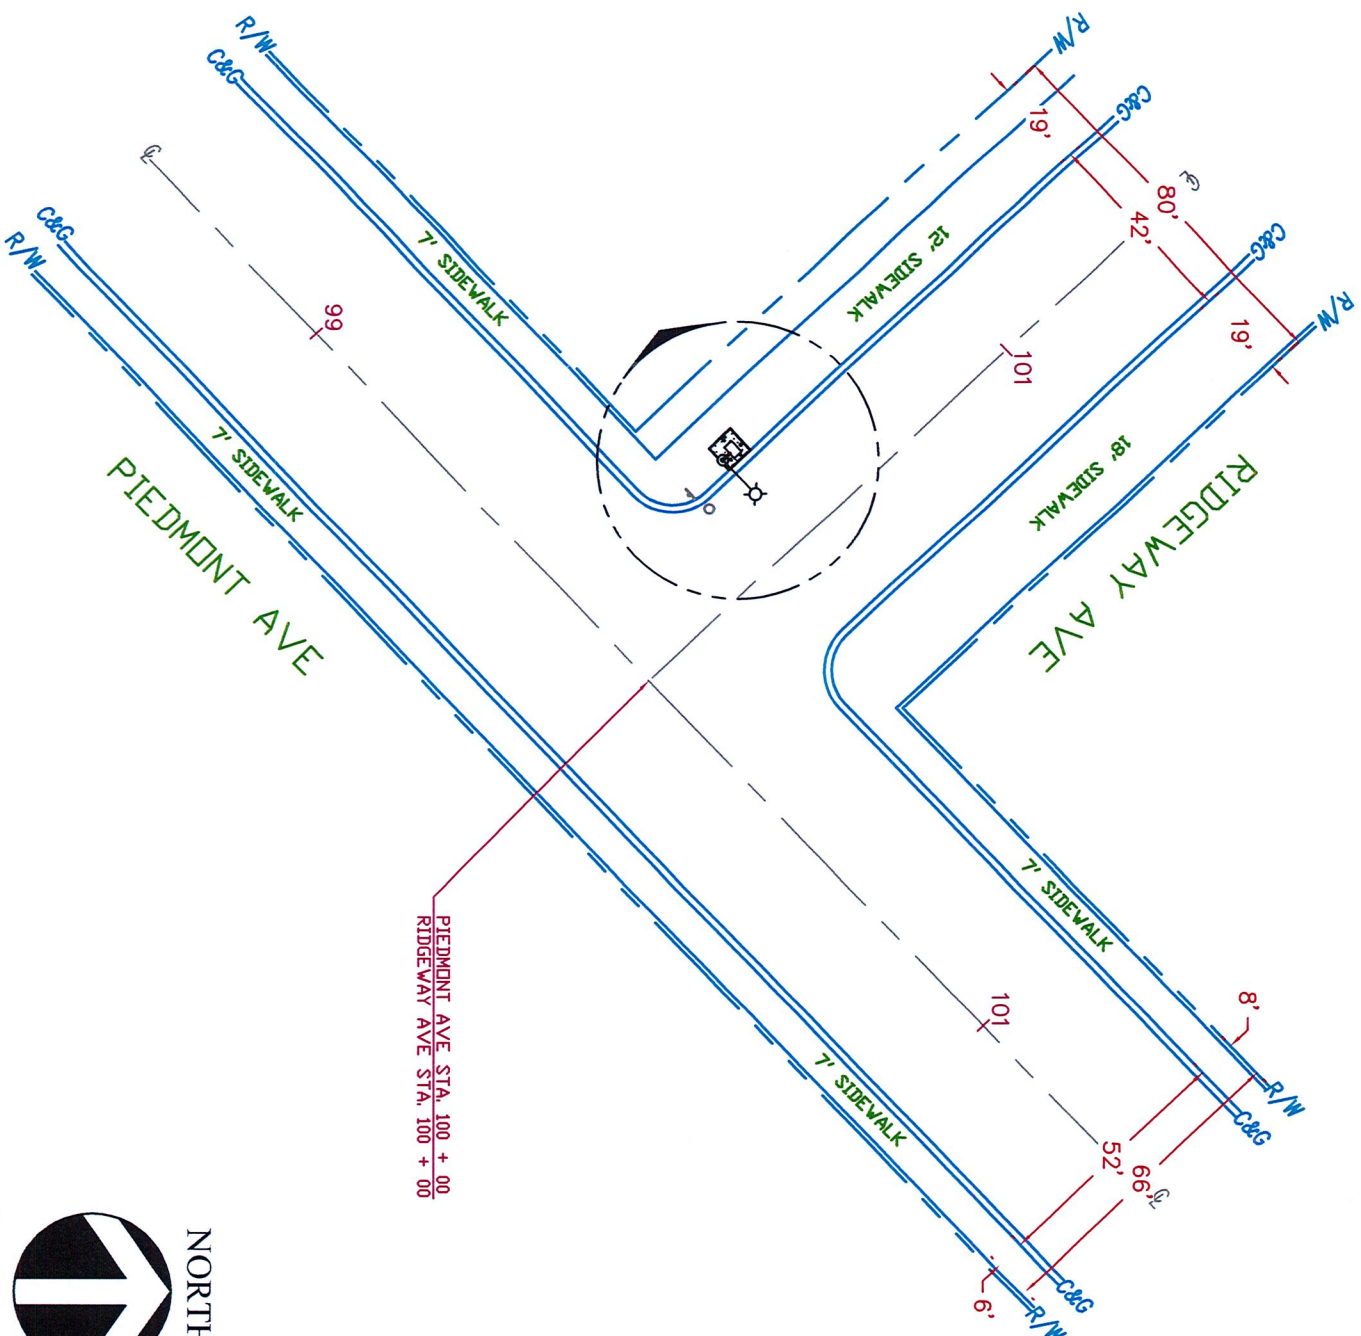 R/W
C&G
R/W
C&G
19'
80'
42'
C&G
R/W
19'
12' SIDEWALK
7' SIDEWALK
101
18' SIDEWALK
RIDGEWAY AVE
C&G
R/W
99
7' SIDEWALK
PIEDMONT AVE
7' SIDEWALK
8'
R/W
C&G
101
7' SIDEWALK
52'
66'
C&G
R/W
6'
PIEDMONT AVE STA. 100 + 00
RIDGEWAY AVE STA. 100 + 00
NORTH